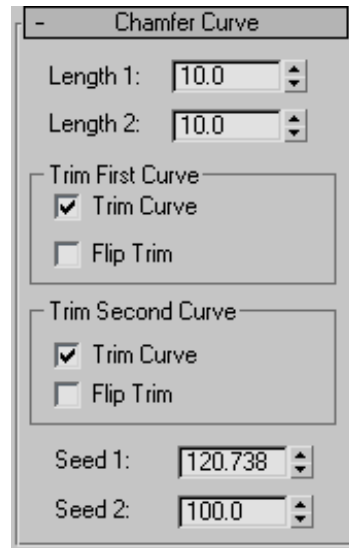 - Chamfer Curve
Length 1: 10.0
Length 2: 10.0
Trim First Curve
Trim Curve
Flip Trim
Trim Second Curve
Trim Curve
Flip Trim
Seed 1: 120.738
Seed 2: 100.0